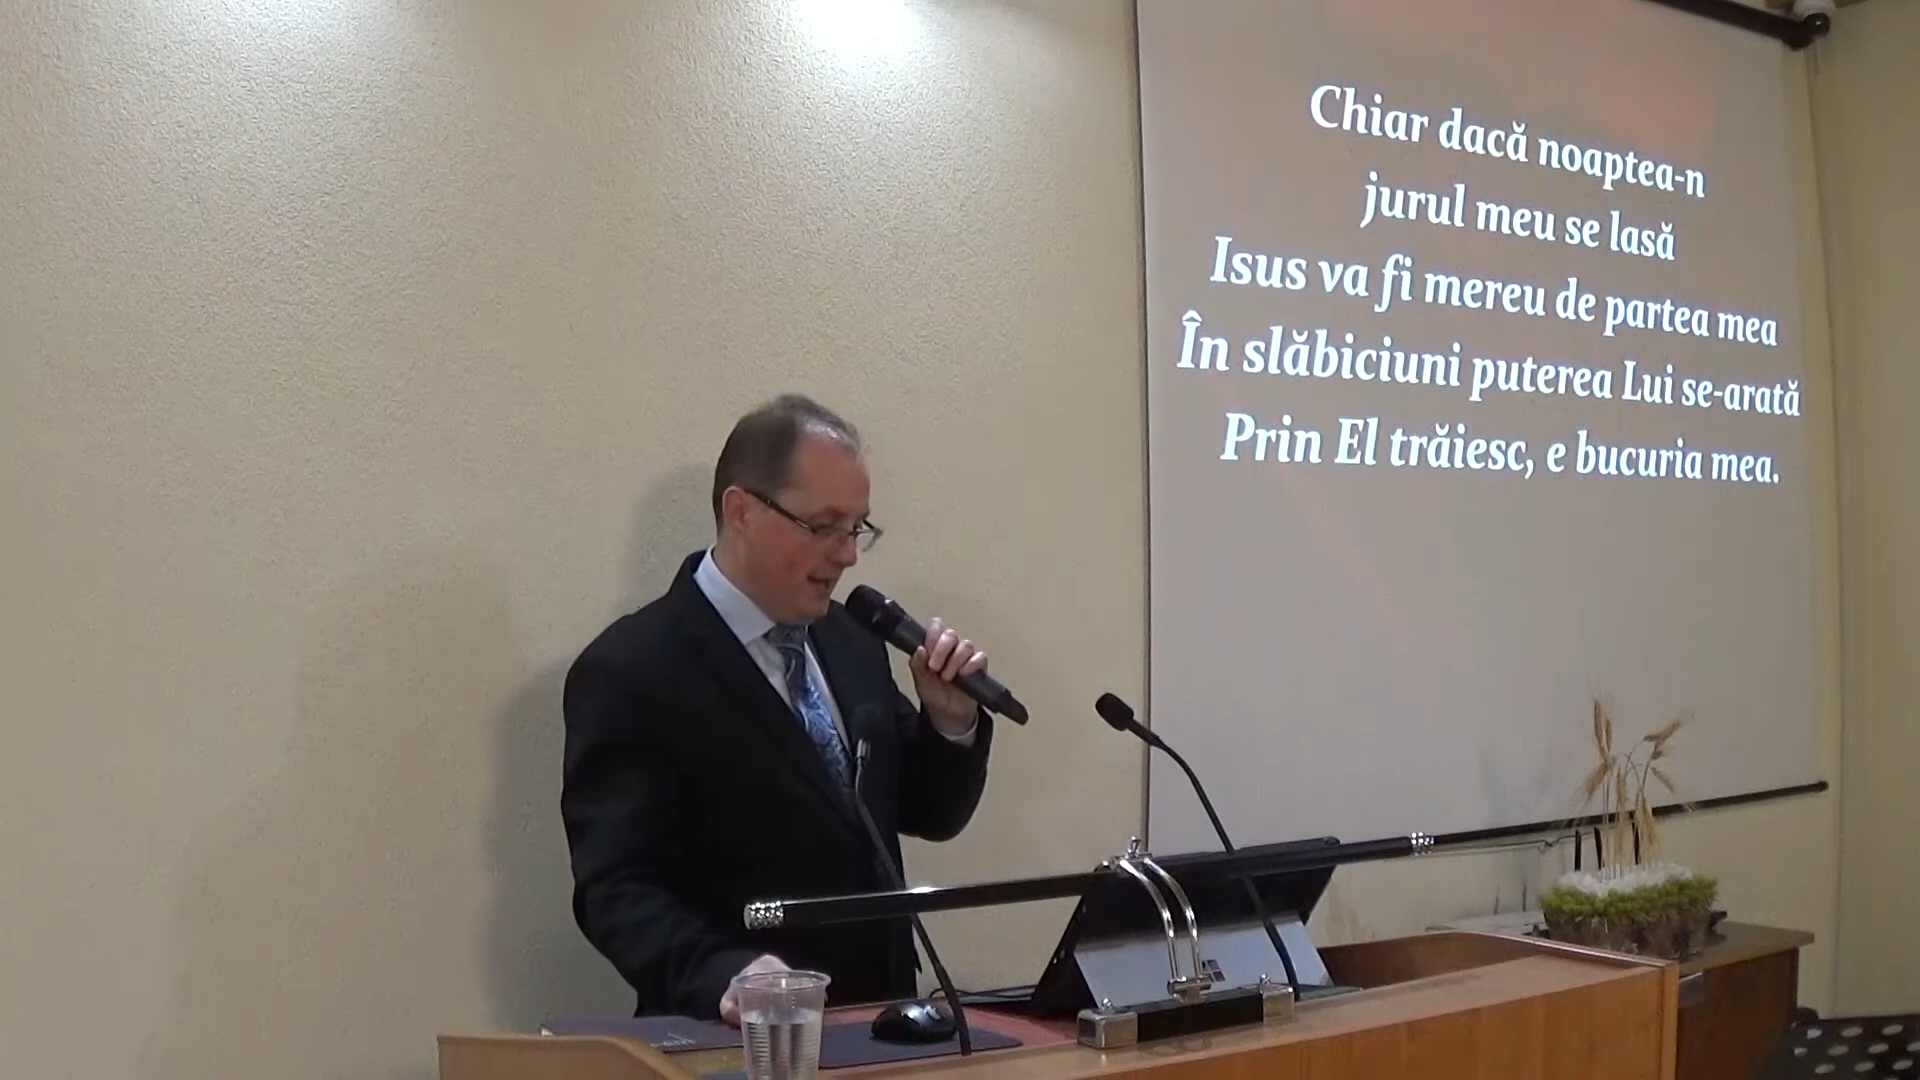 Chiar dacă noaptea-n
jurul meu se lasă
Isus va fi mereu de partea mea
În slăbiciuni puterea Lui se-arată
Prin El trăiesc, e bucuria mea.